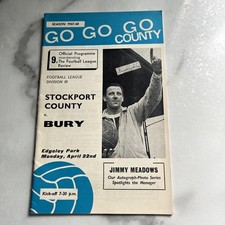 SEASON 1967-68
GO GO GO
COUNTY
9D.
Official Programme
incorporating
The Football League
Review
FOOTBALL LEAGUE
DIVISION III
STOCKPORT
COUNTY
v.
BURY
Edgeley Park
Monday, April 22nd
Kick-off 7-30 p.m.
JIMMY MEADOWS
Our Autograph-Photo Series
Spotlights the Manager